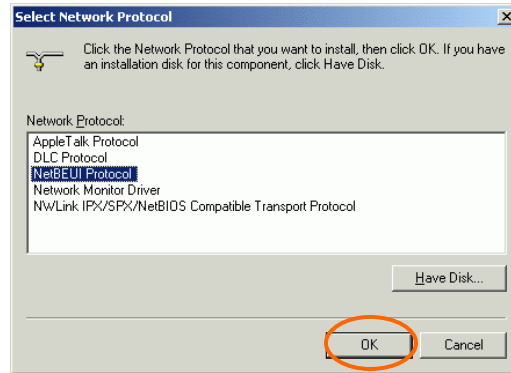 Select Network Protocol
Click the Network Protocol that you want to install, then click OK. If you have
an installation disk for this component, click Have Disk.
Network Protocol:
AppleTalk Protocol
DLC Protocol
NetBEUI Protocol
Network Monitor Driver
NWLink IPX/SPX/NetBIOS Compatible Transport Protocol
Have Disk...
OK
Cancel